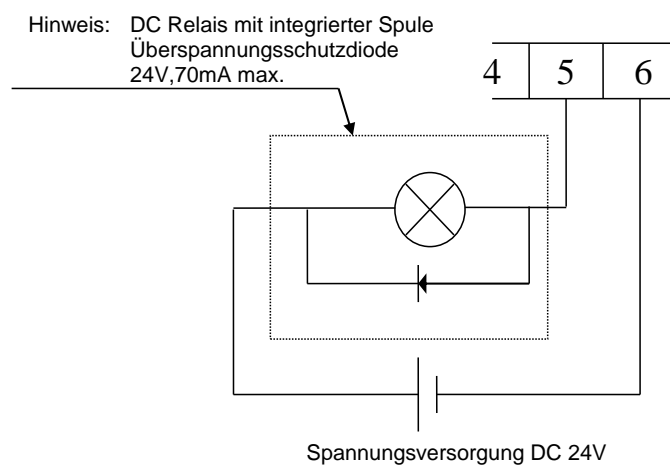 Hinweis: DC Relais mit integrierter Spule
Überspannungsschutzdiode
24V,70mA max.
4 5 6
Spannungsversorgung DC 24V